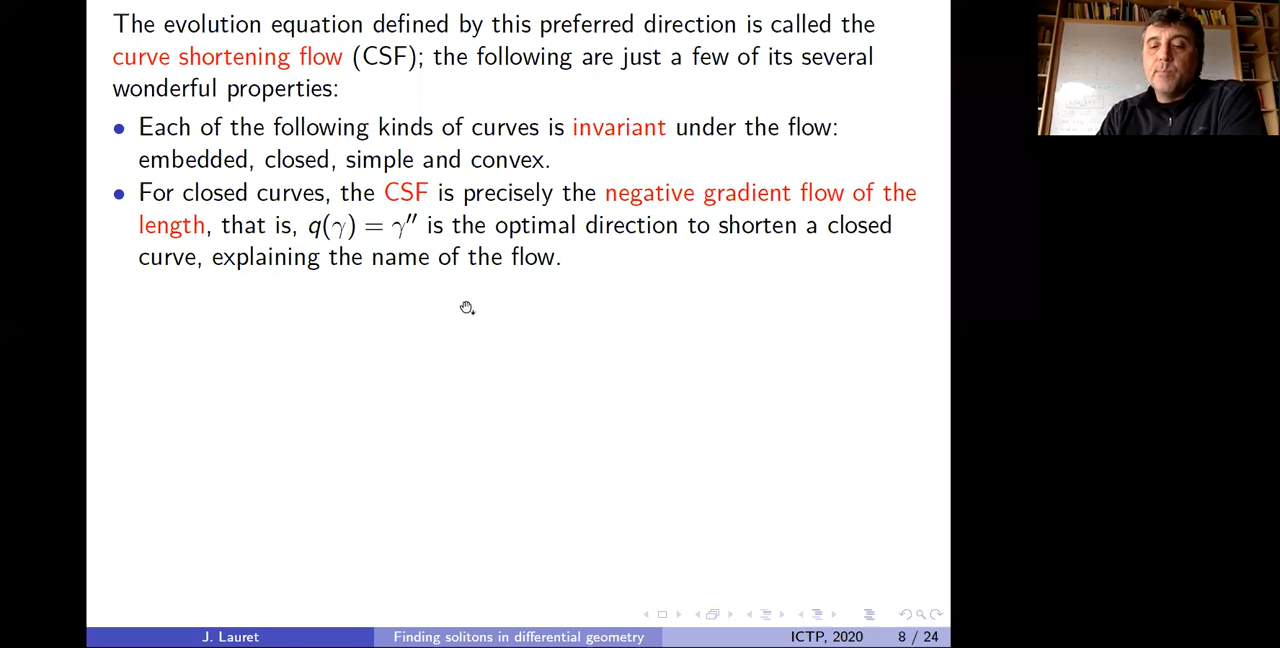 The evolution equation defined by this preferred direction is called the
curve shortening flow (CSF); the following are just a few of its several
wonderful properties:
• Each of the following kinds of curves is invariant under the flow:
embedded, closed, simple and convex.
• For closed curves, the CSF is precisely the negative gradient flow of the
length, that is, q(γ) = γ′′ is the optimal direction to shorten a closed
curve, explaining the name of the flow.
J. Lauret
Finding solitons in differential geometry
ICTP, 2020
8 / 24